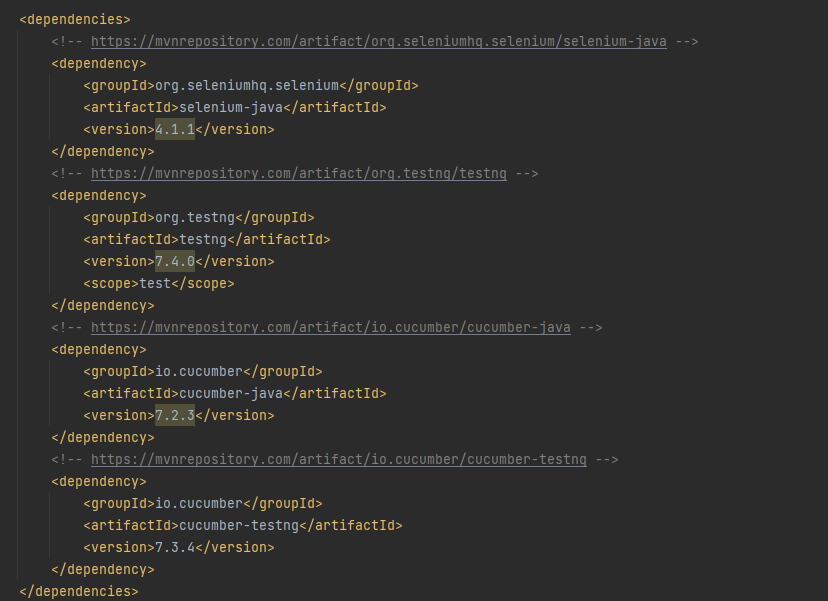 <dependencies>
<!-- https://mvnrepository.com/artifact/org.seleniumhq.selenium/selenium-java -->
<dependency>
<groupId>org.seleniumhq.selenium</groupId>
<artifactId>selenium-java</artifactId>
<version>4.1.1</version>
</dependency>
<!-- https://mvnrepository.com/artifact/org.testng/testng -->
<dependency>
<groupId>org.testng</groupId>
<artifactId>testng</artifactId>
<version>7.4.0</version>
<scope>test</scope>
</dependency>
<!-- https://mvnrepository.com/artifact/io.cucumber/cucumber-java -->
<dependency>
<groupId>io.cucumber</groupId>
<artifactId>cucumber-java</artifactId>
<version>7.2.3</version>
</dependency>
<!-- https://mvnrepository.com/artifact/io.cucumber/cucumber-testng -->
<dependency>
<groupId>io.cucumber</groupId>
<artifactId>cucumber-testng</artifactId>
<version>7.3.4</version>
</dependency>
</dependencies>